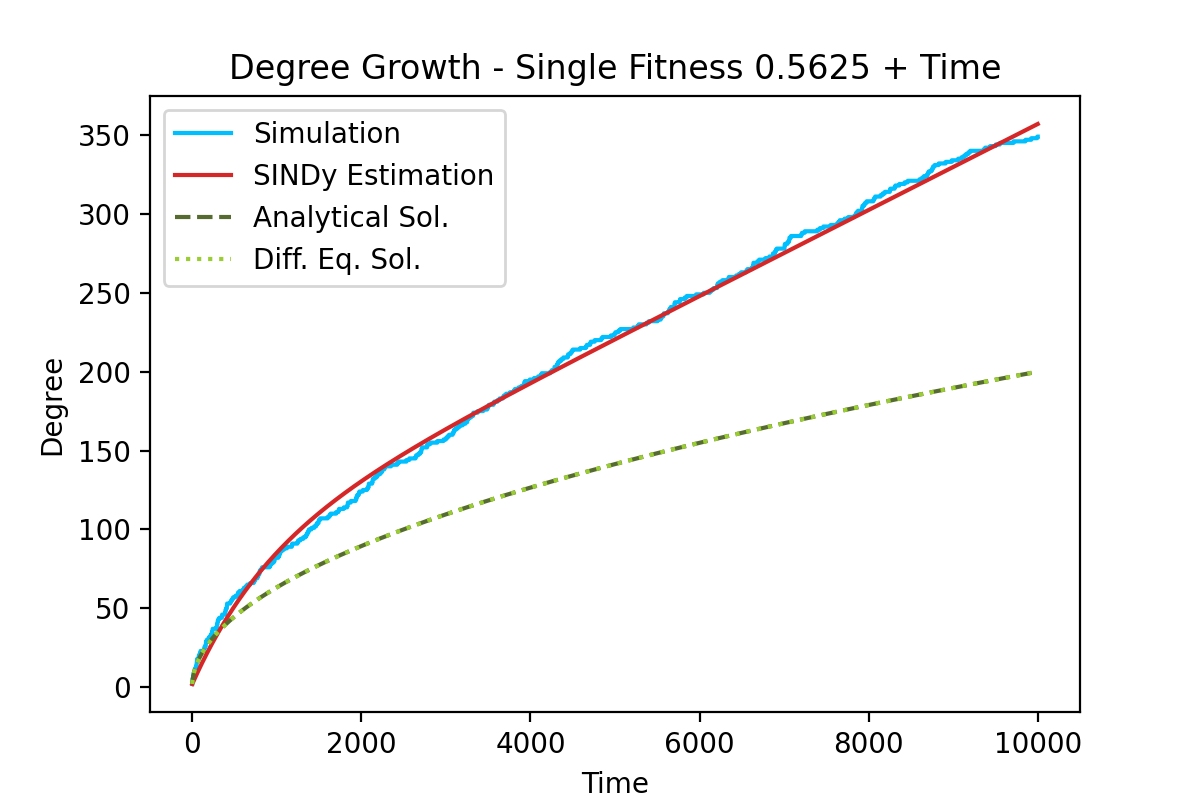 Degree Growth - Single Fitness 0.5625 + Time
Simulation
SINDy Estimation
Analytical Sol.
Diff. Eq. Sol.
350
300
250
200
150
100
50
0
Degree
0 2000 4000 6000 8000 10000
Time